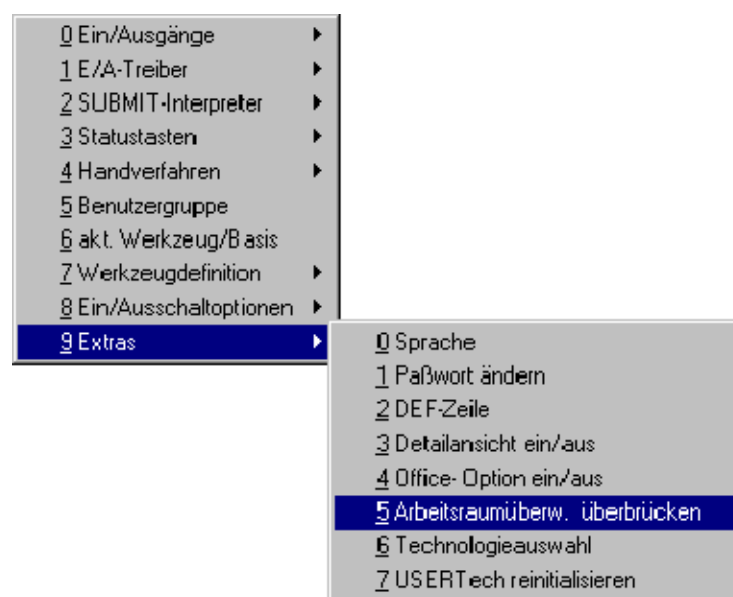 0 Ein/Ausgänge
1 E/A-Treiber
2 SUBMIT-Interpreter
3 Statustasten
4 Handverfahren
5 Benutzergruppe
6 akt. Werkzeug/Basis
7 Werkzeugdefinition
8 Ein/Ausschaltoptionen
9 Extras
0 Sprache
1 Paßwort ändern
2 DEF-Zeile
3 Detailansicht ein/aus
4 Office- Option ein/aus
5 Arbeitsraumüberw. überbrücken
6 Technologieauswahl
7 USERTech reinitialisieren